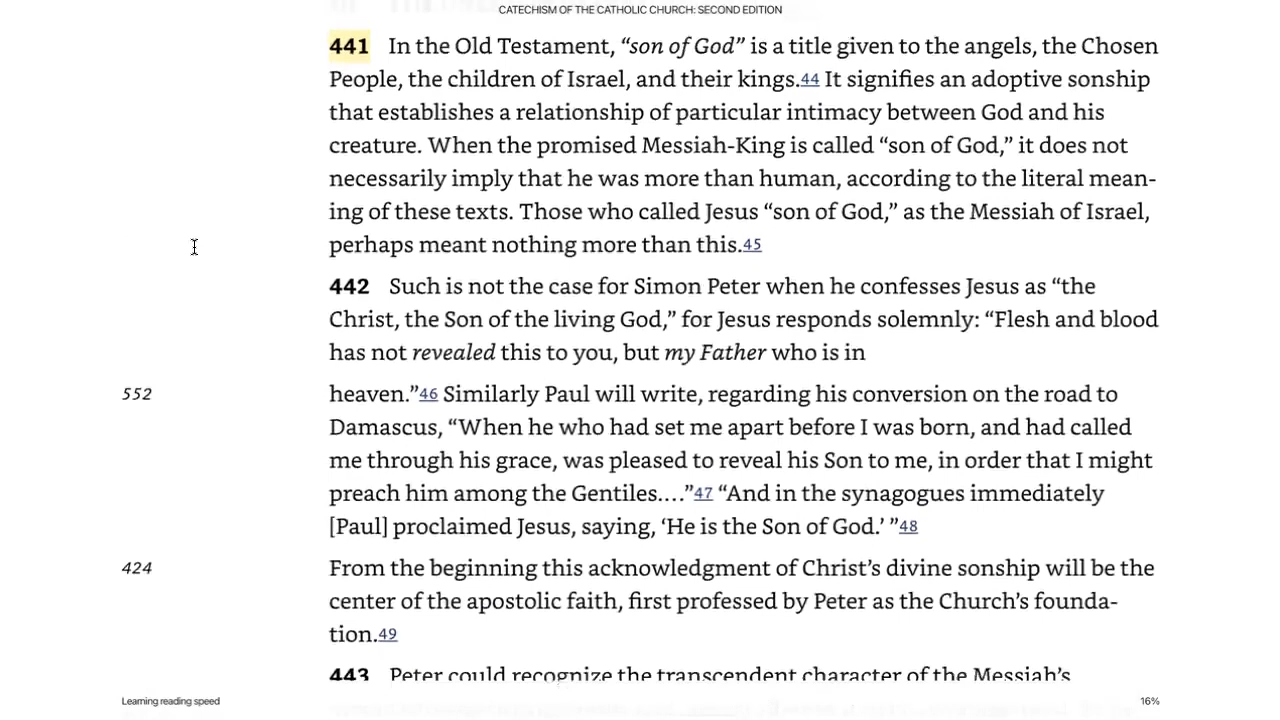 CATECHISM OF THE CATHOLIC CHURCH: SECOND EDITION
441 In the Old Testament, “son of God” is a title given to the angels, the Chosen
People, the children of Israel, and their kings.44 It signifies an adoptive sonship
that establishes a relationship of particular intimacy between God and his
creature. When the promised Messiah-King is called “son of God,” it does not
necessarily imply that he was more than human, according to the literal mean-
ing of these texts. Those who called Jesus “son of God,” as the Messiah of Israel,
perhaps meant nothing more than this.45
442 Such is not the case for Simon Peter when he confesses Jesus as “the
Christ, the Son of the living God,” for Jesus responds solemnly: “Flesh and blood
has not revealed this to you, but my Father who is in
552
heaven.”46 Similarly Paul will write, regarding his conversion on the road to
Damascus, “When he who had set me apart before I was born, and had called
me through his grace, was pleased to reveal his Son to me, in order that I might
preach him among the Gentiles....”47 “And in the synagogues immediately
[Paul] proclaimed Jesus, saying, ‘He is the Son of God.’ ”48
424
From the beginning this acknowledgment of Christ’s divine sonship will be the
center of the apostolic faith, first professed by Peter as the Church’s founda-
tion.49
443 Peter could recognize the transcendent character of the Messiah’s
Learning reading speed
16%